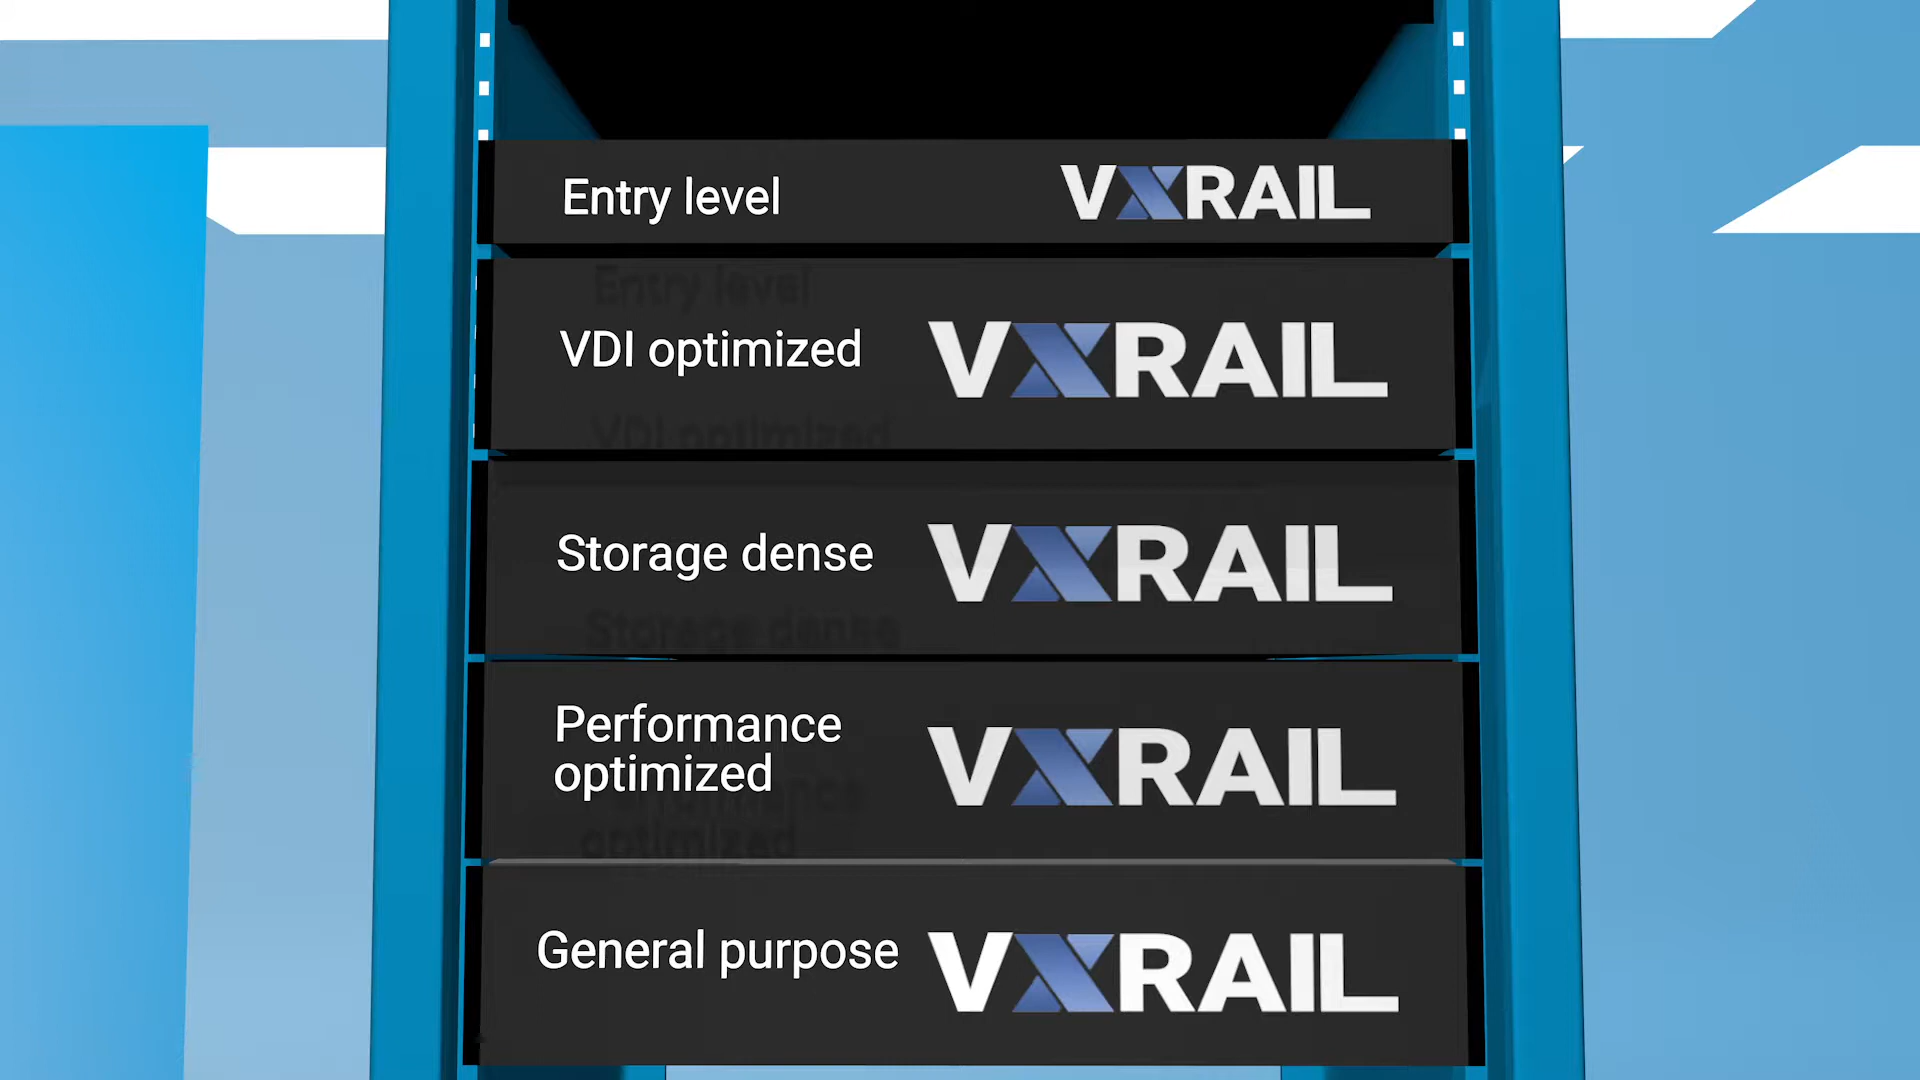 Entry level VXRAIL
VDI optimized VXRAIL
Storage dense VXRAIL
Performance
optimized VXRAIL
General purpose VXRAIL